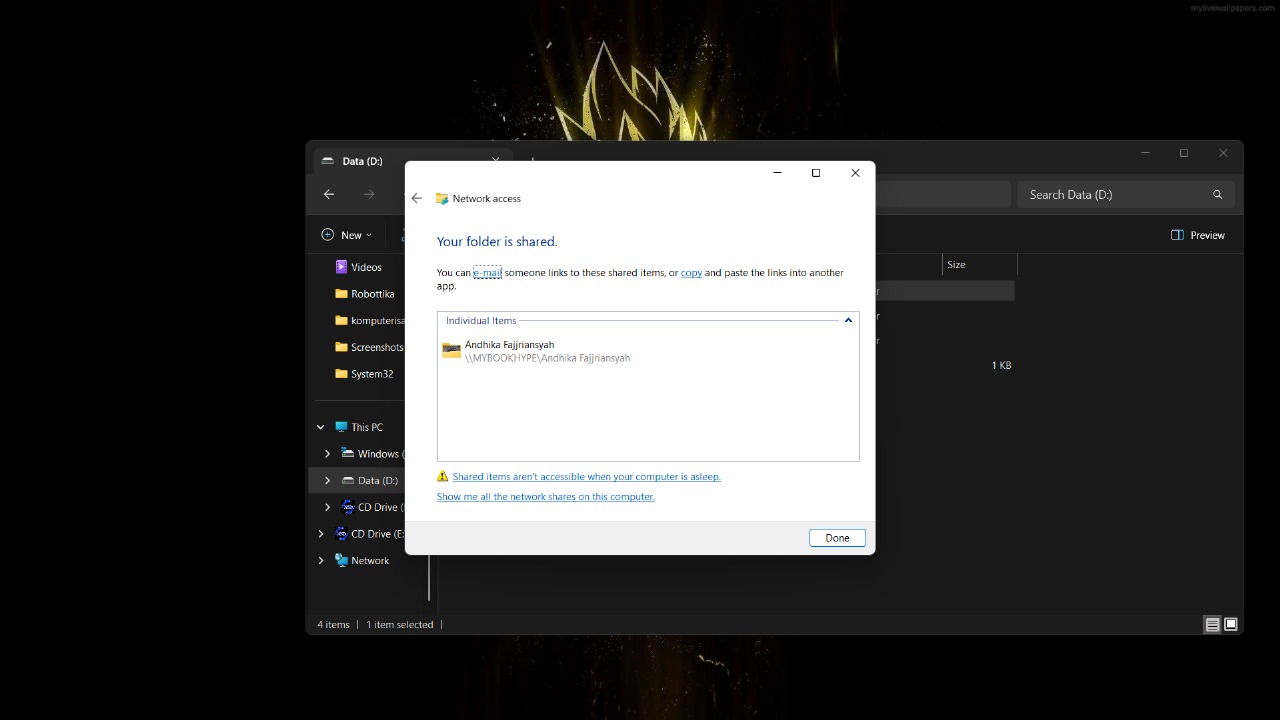 mylivewallpapers.com
Data (D:)
Network access
Search Data (D:)
Your folder is shared.
New
Preview
You can e-mail someone links to these shared items, or copy and paste the links into another
app.
Size
Videos
Robottika
komputerisa
Screenshots
System32
Individual Items
Andhika Fajjriansyah
\\MYBOOKHYPE\Andhika Fajjriansyah
r
r
r
1 KB
This PC
Windows (
Data (D:)
CD Drive (
CD Drive (E:
Network
Shared items aren't accessible when your computer is asleep.
Show me all the network shares on this computer.
Done
4 items
1 item selected